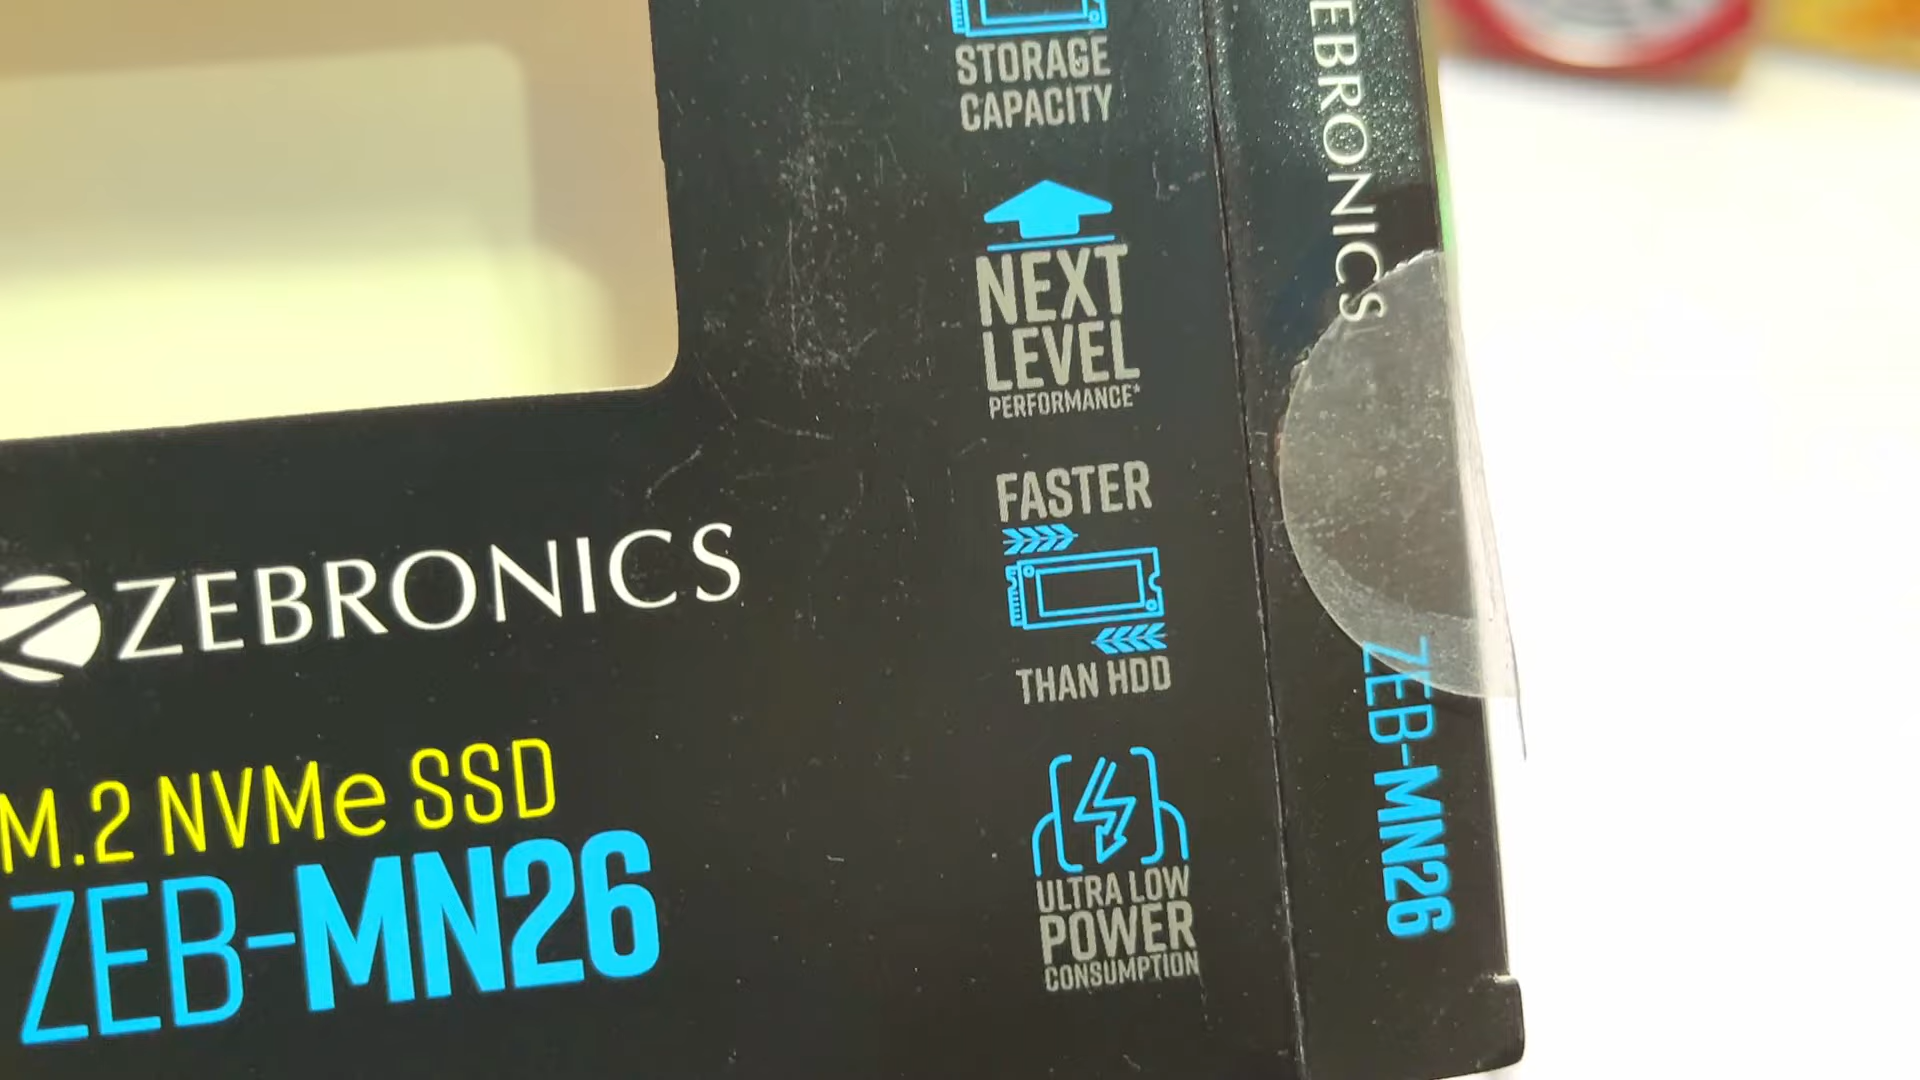 STORAGE
CAPACITY
NEXT
LEVEL
PERFORMANCE*
FASTER
THAN HDD
ULTRA LOW
POWER
CONSUMPTION
ZEBRONICS
M.2 NVMe SSD
ZEB-MN26
EBRONICS
ZEB-MN26